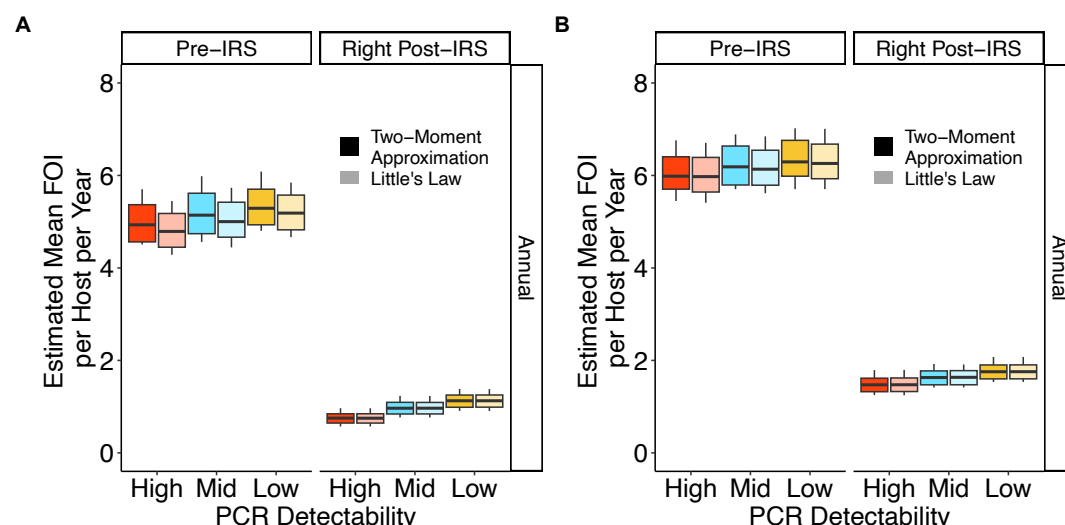 A
Pre−IRS
Right Post−IRS
Estimated Mean FOI
per Host per Year
8
6
4
2
0
Two−Moment
Approximation
Little's Law
Annual
High Mid Low
High Mid Low
PCR Detectability
B
Pre−IRS
Right Post−IRS
Estimated Mean FOI
per Host per Year
8
6
4
2
0
Two−Moment
Approximation
Little's Law
Annual
High Mid Low
High Mid Low
PCR Detectability